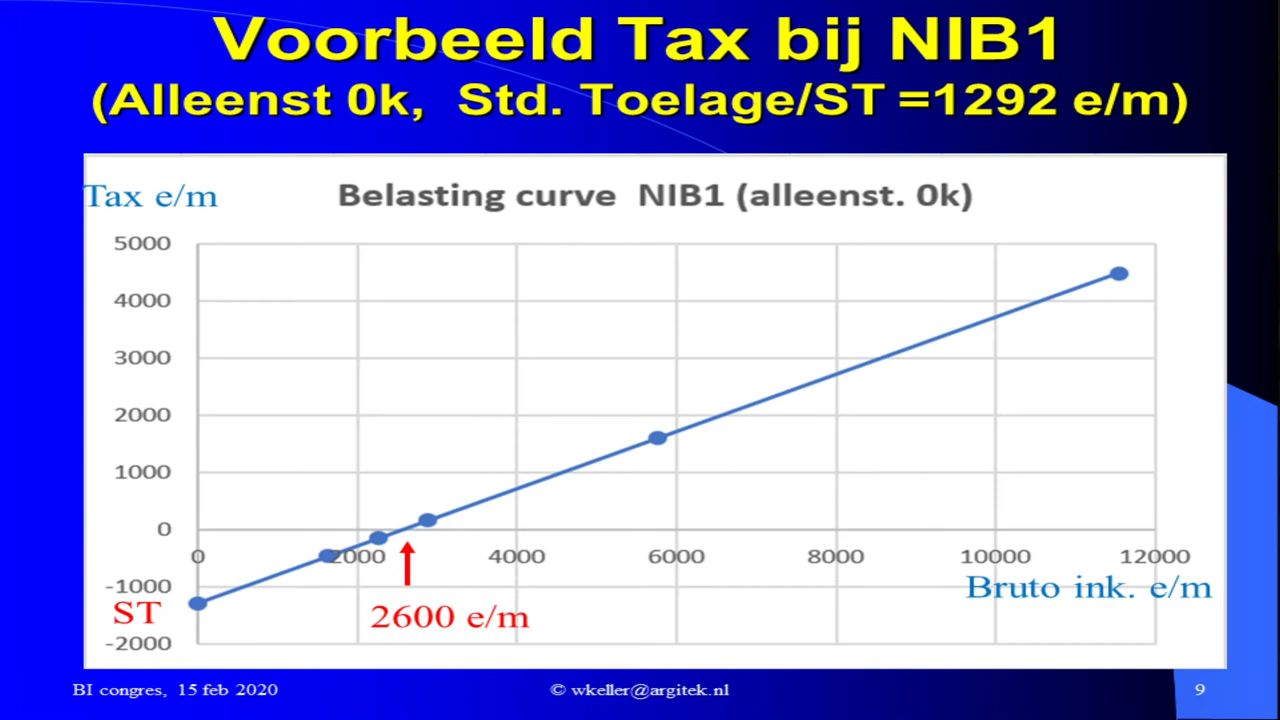 Voorbeeld Tax bij NIB1
(Alleenst 0k, Std. Toelage/ST =1292 e/m)
Tax e/m
Belasting curve NIB1 (alleenst. 0k)
5000
4000
3000
2000
1000
0
0 2000 4000 6000 8000 10000 12000
-1000
Bruto ink. e/m
ST
2600 e/m
-2000
BI congres, 15 feb 2020
© wkeller@argitek.nl
9